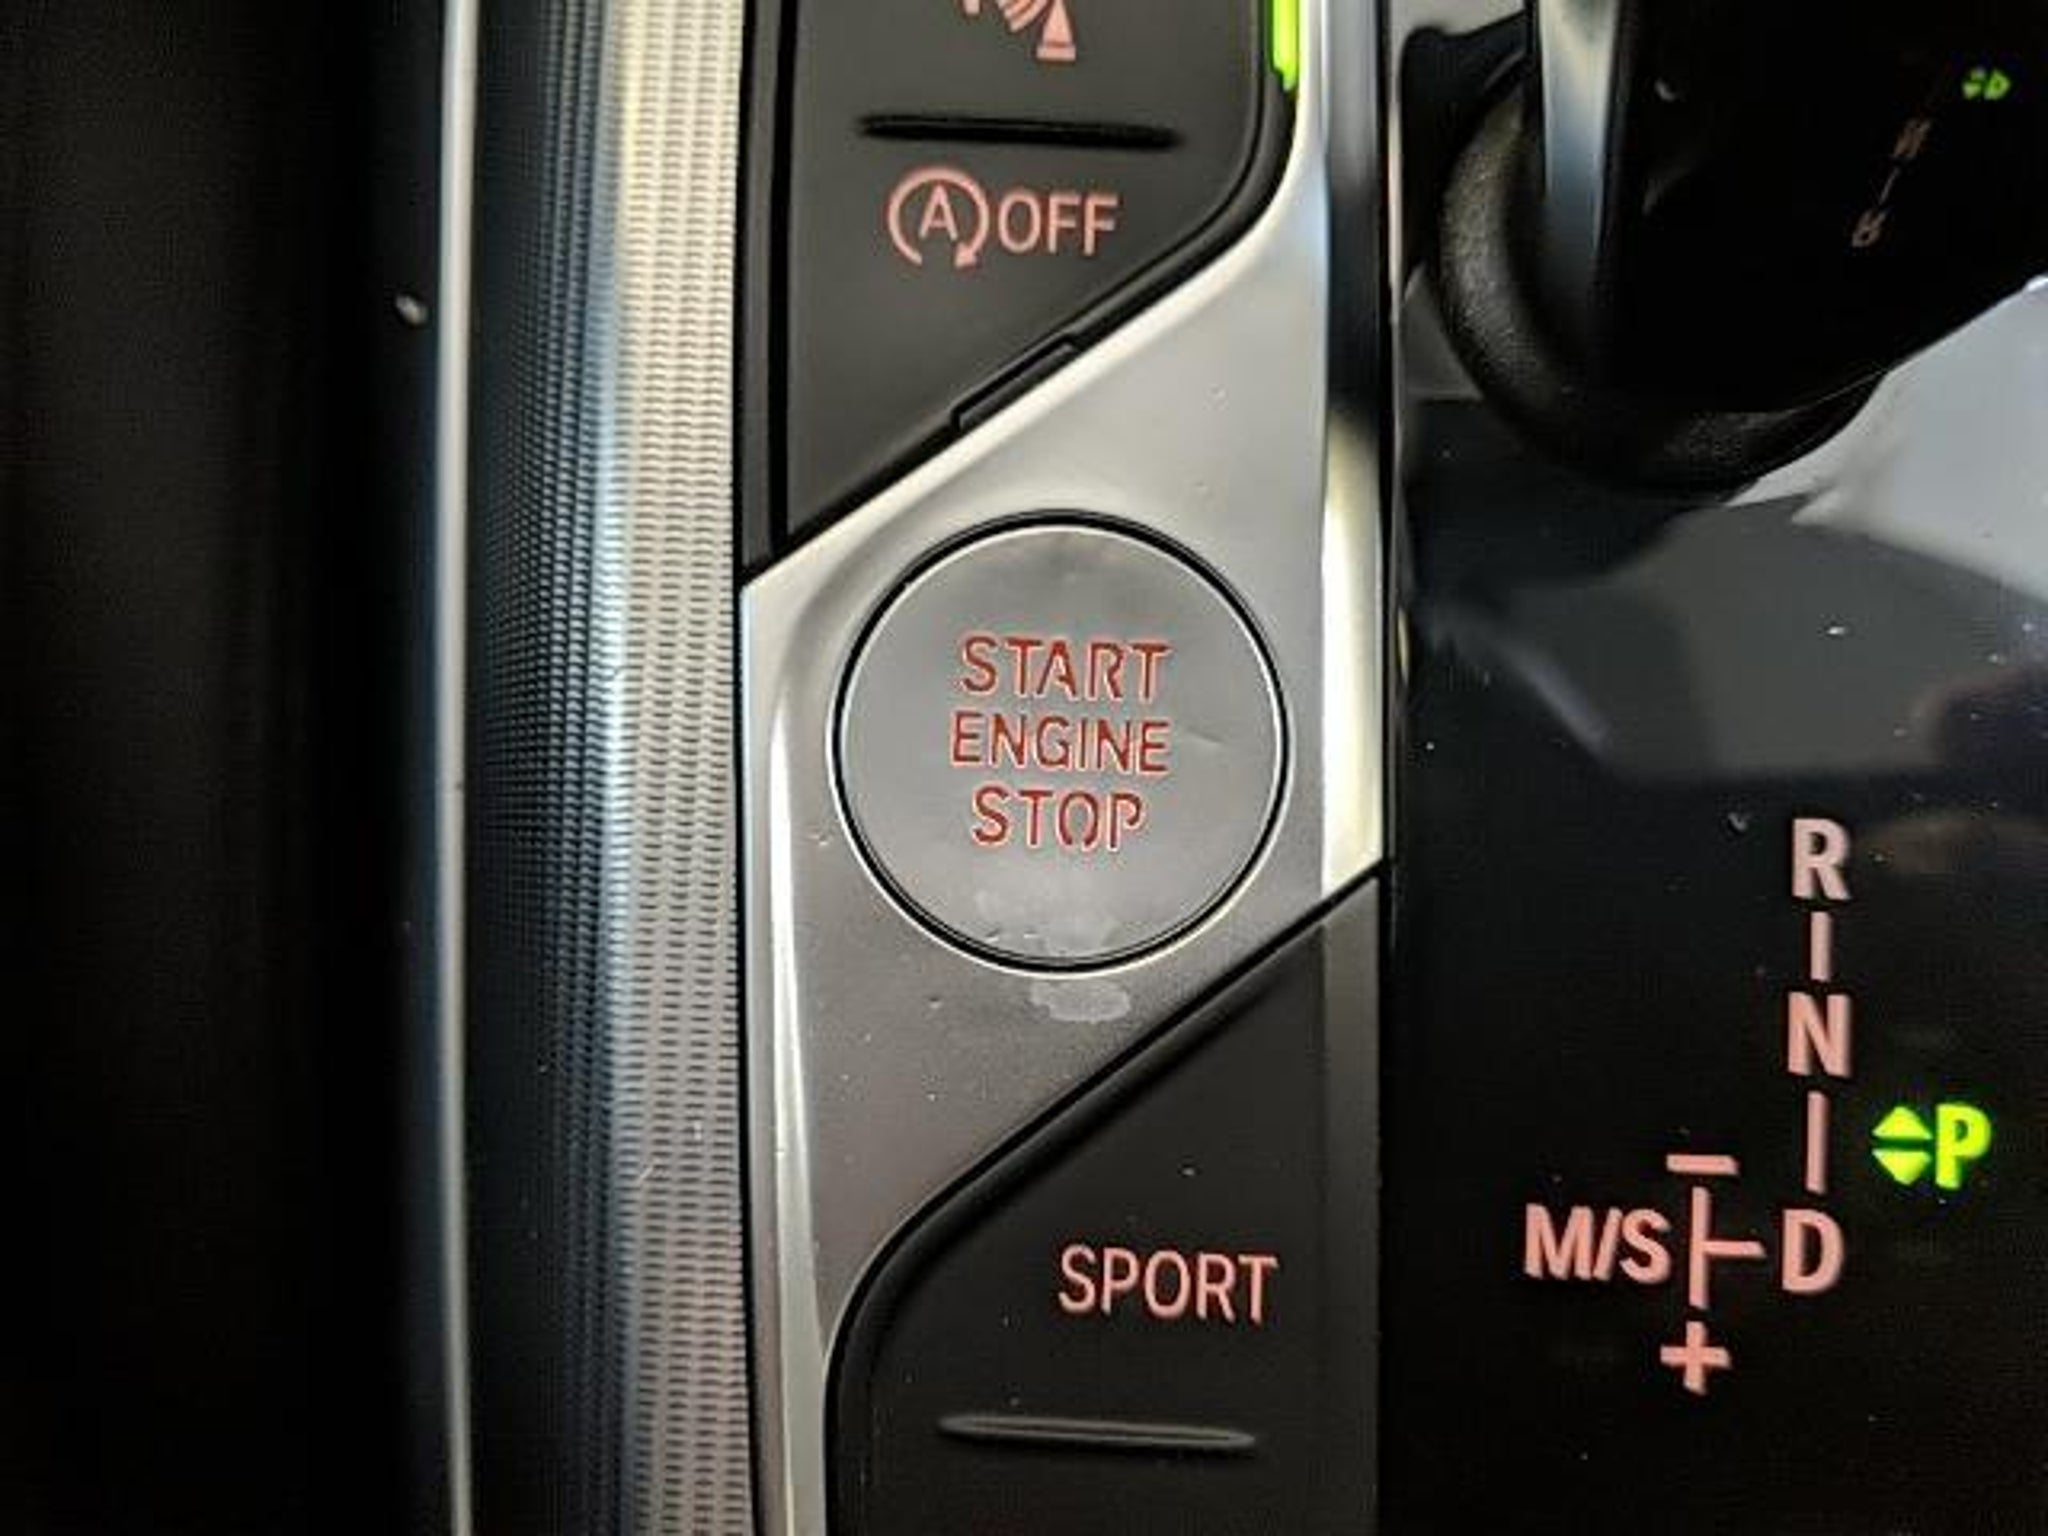 A OFF
START
ENGINE
STOP
SPORT
R
N
P
M/S D
+